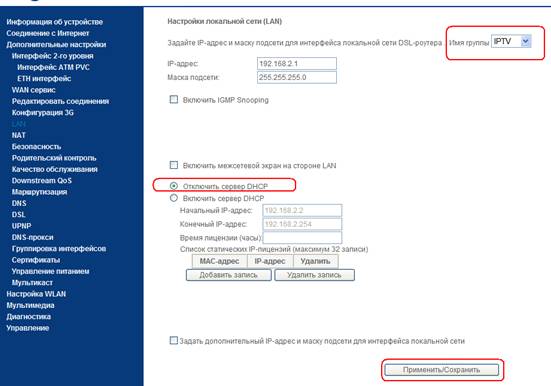 Информация об устройстве
Соединение с Интернет
Дополнительные настройки
Интерфейс 2-го уровня
Интерфейс ATM PVC
ETH интерфейс
WAN сервис
Редактировать соединения
Конфигурация 3G
LAN
NAT
Безопасность
Родительский контроль
Качество обслуживания
Downstream QoS
Маршрутизация
DNS
DSL
UPNP
DNS-прокси
Группировка интерфейсов
Сертификаты
Управление питанием
Мультикаст
Настройка WLAN
Мультимедиа
Диагностика
Управление
Настройки локальной сети (LAN)
Задайте IP-адрес и маску подсети для интерфейса локальной сети DSL-роутера. Имя группы IPTV
IP-адрес: 192.168.2.1
Маска подсети: 255.255.255.0
Включить IGMP Snooping
Включить межсетевой экран на стороне LAN
Отключить сервер DHCP
Включить сервер DHCP
Начальный IP-адрес: 192.168.2.2
Конечный IP-адрес: 192.168.2.254
Время лицензии (часы):
Список статических IP-лицензий (максимум 32 записи)
MAC-адрес IP-адрес Удалить
Добавить запись Удалить запись
Задать дополнительный IP-адрес и маску подсети для интерфейса локальной сети
Применить/Сохранить